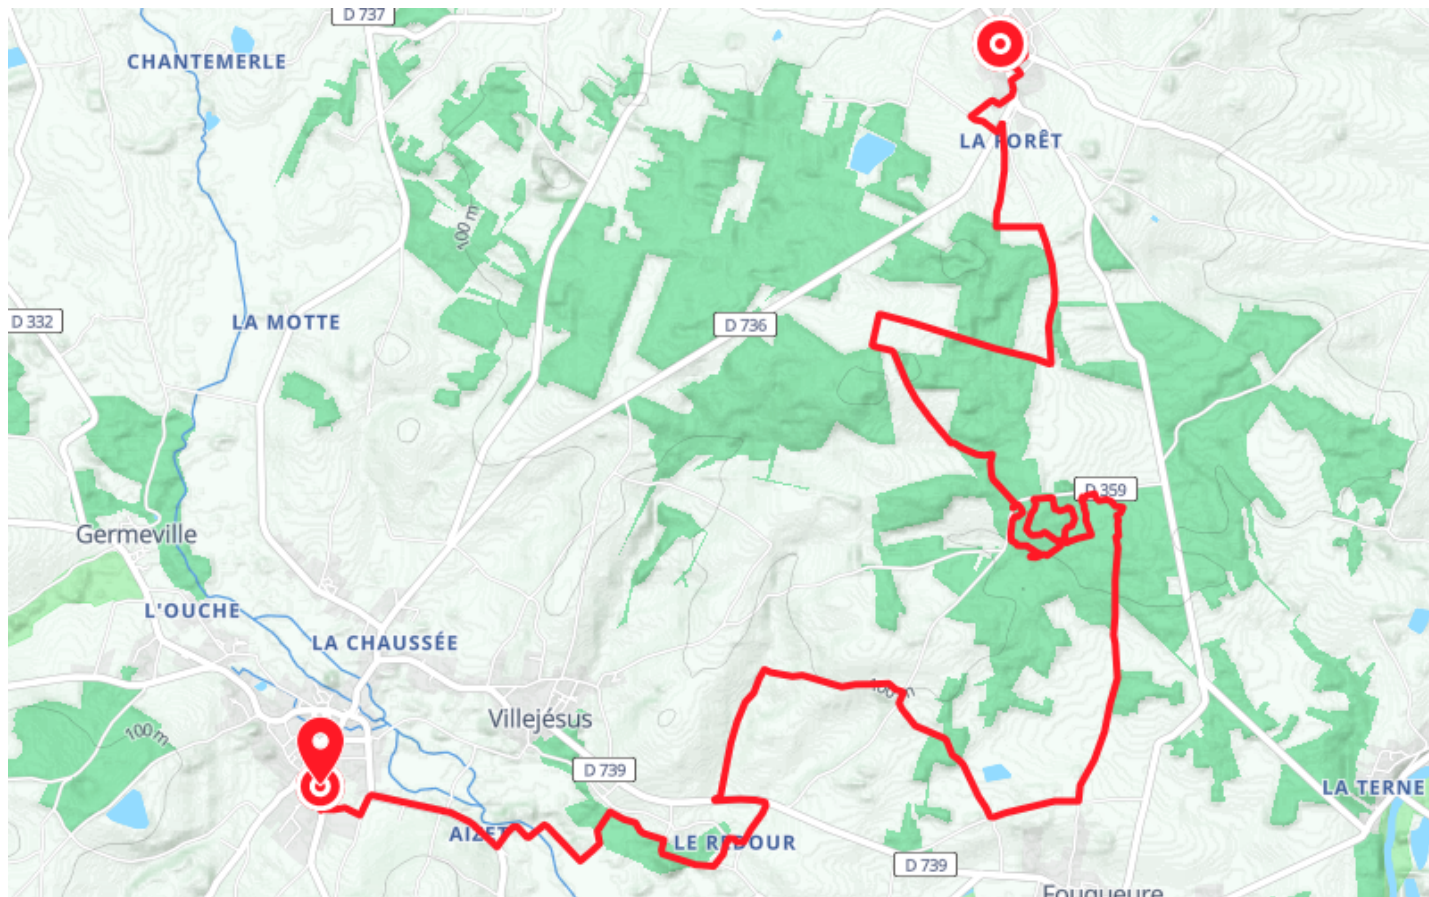 D 737
CHANTEMERLE
LA FORÊT
100 m
D 332
LA MOTTE
D 736
D 359
Germeville
L'OUCHE
LA CHAUSSÉE
100 m
Villejésus
100 m
D 739
LA TERNE
AIZET
LE REDOUR
D 739
Fouqueure